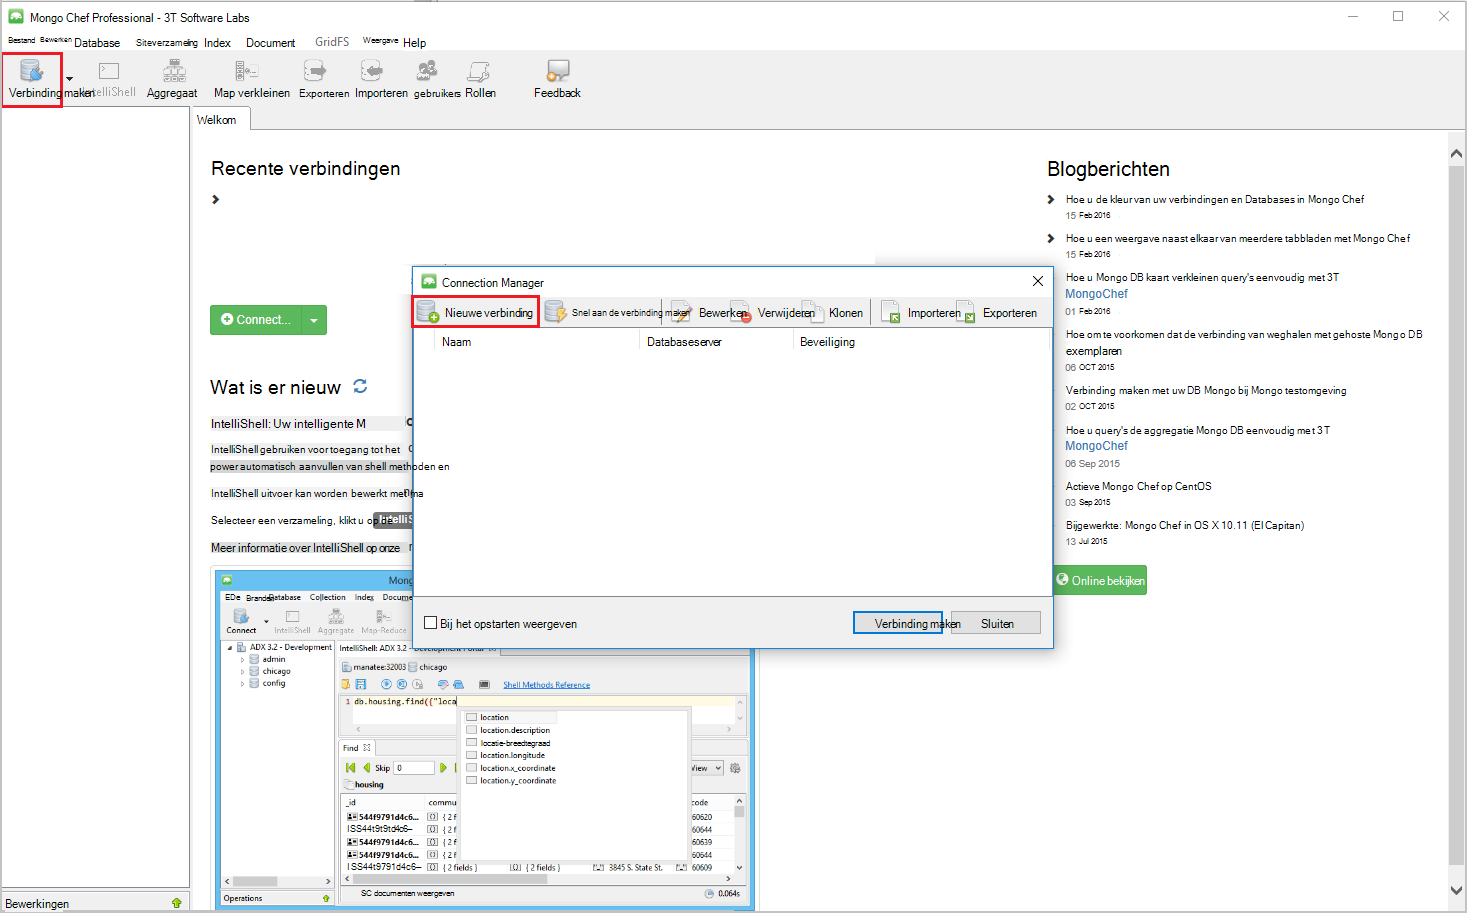 Mongo Chef Professional - 3T Software Labs
Bestand Bewerken Database Siteverzameling Index Document GridFS Weergave Help
Verbinding maken IntelliShell Aggregaat Map verkleinen Exporteren Importeren gebruikers Rollen Feedback
Welkom
Recente verbindingen
Connect...
Wat is er nieuw
IntelliShell: Uw intelligente M
IntelliShell gebruiken voor toegang tot het
power automatisch aanvullen van shell methoden en
IntelliShell uitvoer kan worden bewerkt met ma
Selecteer een verzameling, klikt u op de IntelliS
Meer informatie over IntelliShell op onze
Connection Manager
Nieuwe verbinding Snel aan de verbinding maken Bewerken Verwijderen Klonen Importeren Exporteren
Naam Databaseserver Beveiliging
Bij het opstarten weergeven
Verbinding maken Sluiten
Blogberichten
Hoe u de kleur van uw verbindingen en Databases in Mongo Chef
15 Feb 2016
Hoe u een weergave naast elkaar van meerdere tabbladen met Mongo Chef
15 Feb 2016
Hoe u Mongo DB kaart verkleinen query's eenvoudig met 3T
MongoChef
01 Feb 2016
Hoe om te voorkomen dat de verbinding van weghalen met gehoste Mongo DB
exemplaren
06 OCT 2015
Verbinding maken met uw DB Mongo bij Mongo testomgeving
02 OCT 2015
Hoe u query's de aggregatie Mongo DB eenvoudig met 3T
MongoChef
06 Sep 2015
Actieve Mongo Chef op CentOS
03 Sep 2015
Bijgewerkte: Mongo Chef in OS X 10.11 (El Capitan)
13 Jul 2015
Online bekijken
Mong
EDe Branden Database Collection Index Docume
Connect IntelliShell Aggregate Map-Reduce
ADX 3.2 - Development
admin
chicago
config
Operations
IntelliShell: ADX 3.2 - Development
manatee:32003 chicago
Shell Methods Reference
1 db.housing.find({"loca
location
location.description
locatie-breedtegraad
location.longitude
location.x_coordinate
location.y_coordinate
Find
Skip 0
View
housing
_id commu code
544f9791d4c6... { 2 f 60620
ISS44t9t9td4c6– { 2 f 60644
544f9791d4c6... { 2 f 60639
544f9791d4c6... { 2 f 60644
ISS44t9791d4c6– { 2 fields } { 2 fields } 3845 S. State St. 60609
SC documenten weergeven 0.064s
Bewerkingen